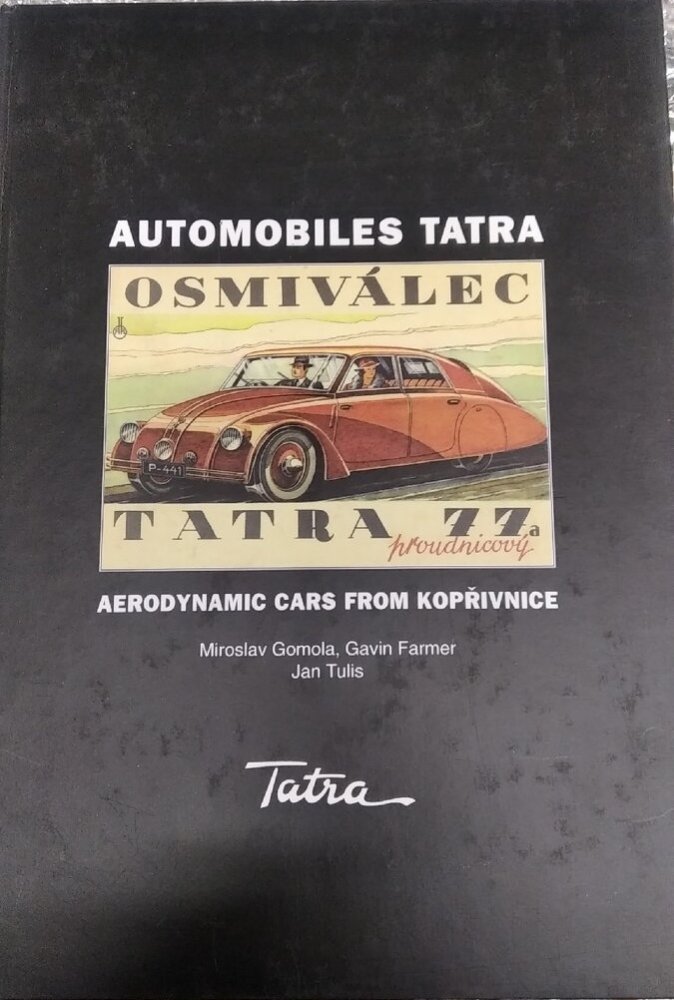 AUTOMOBILES TATRA
OSMIVÁLEC
P-441
TATRA 77a
proudnicový
AERODYNAMIC CARS FROM KOPŘIVNICE
Miroslav Gomola, Gavin Farmer
Jan Tulis
Tatra